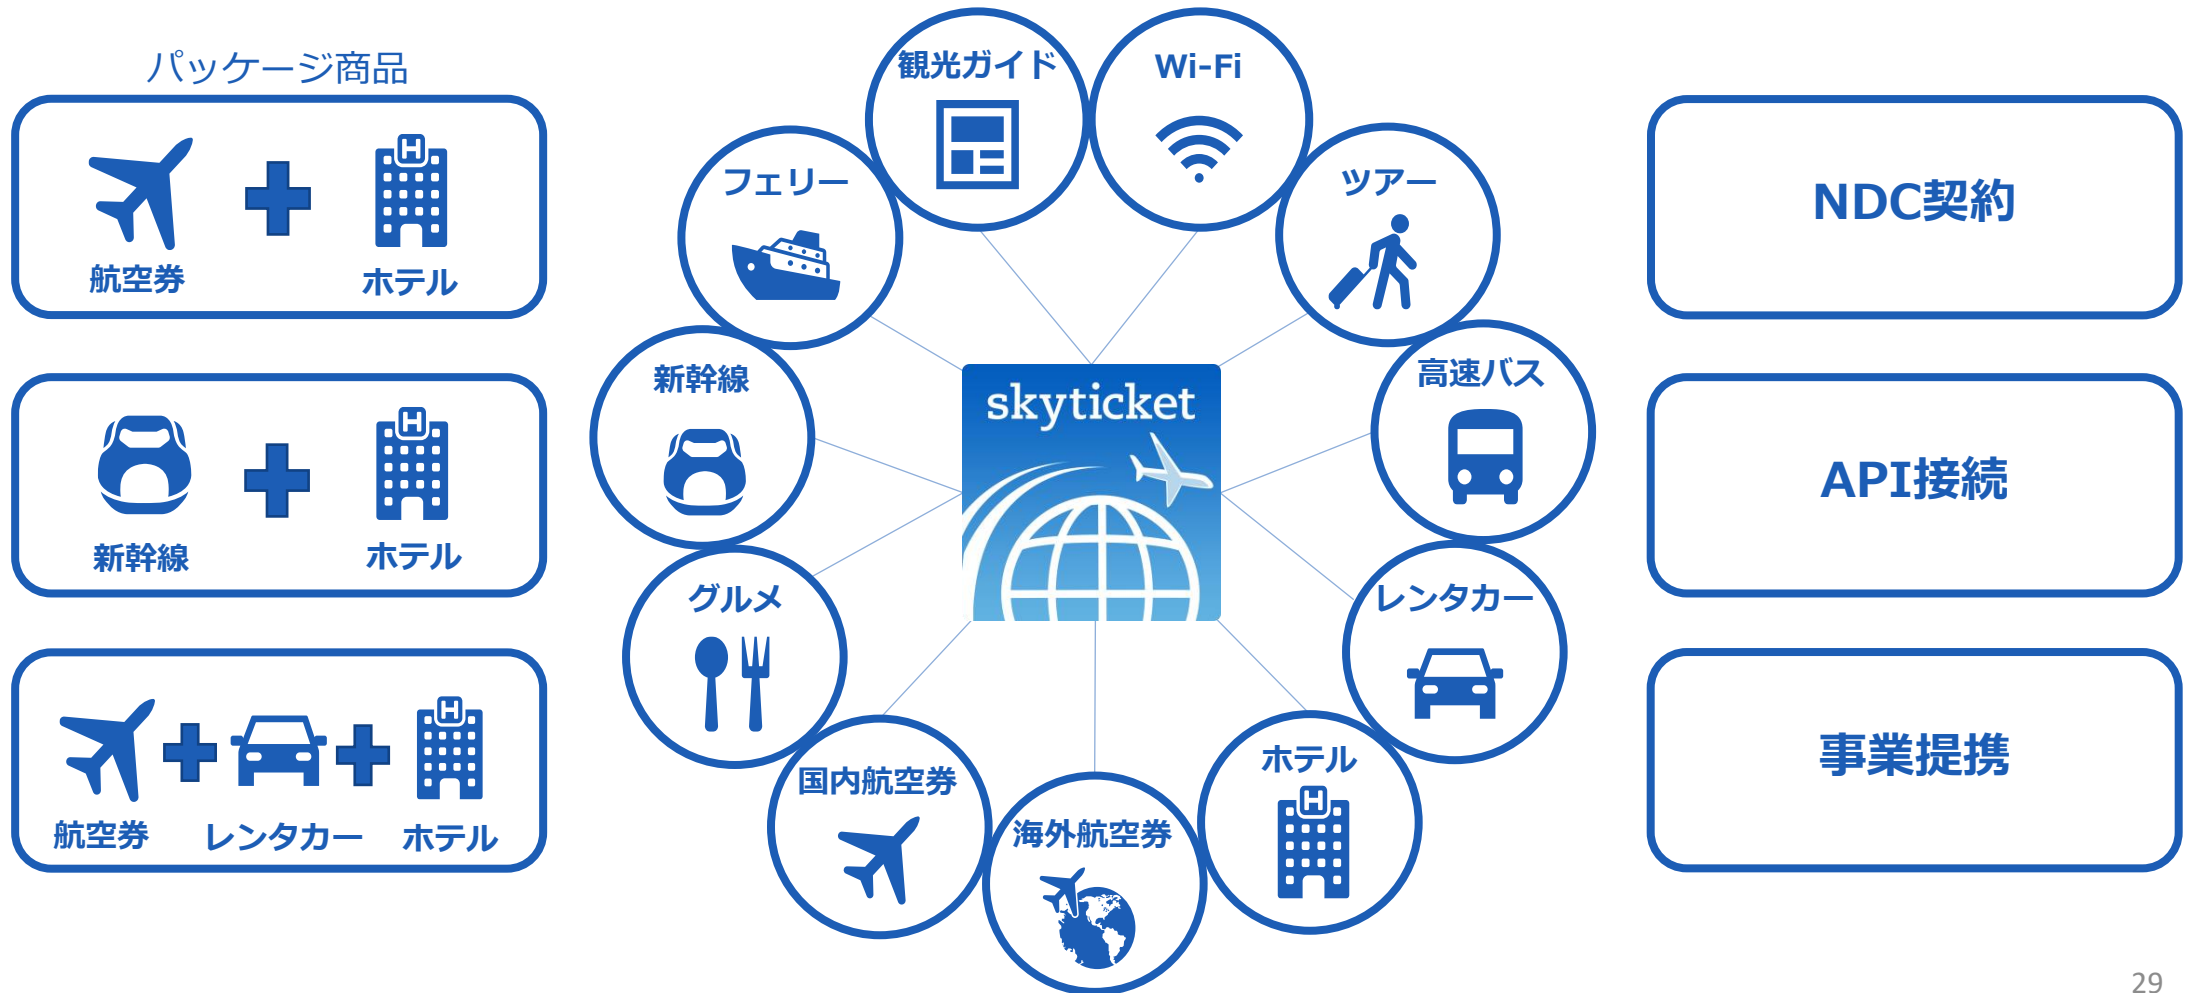 パッケージ商品
航空券
ホテル
新幹線
ホテル
航空券
レンタカー
ホテル
観光ガイド
Wi-Fi
フェリー
ツアー
新幹線
高速バス
skyticket
グルメ
レンタカー
国内航空券
ホテル
海外航空券
NDC契約
API接続
事業提携
29